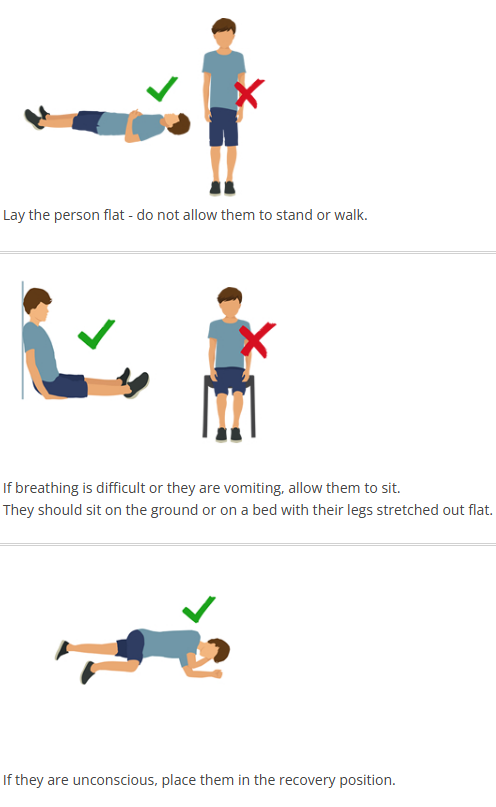 Lay the person flat - do not allow them to stand or walk.
If breathing is difficult or they are vomiting, allow them to sit.
They should sit on the ground or on a bed with their legs stretched out flat.
If they are unconscious, place them in the recovery position.